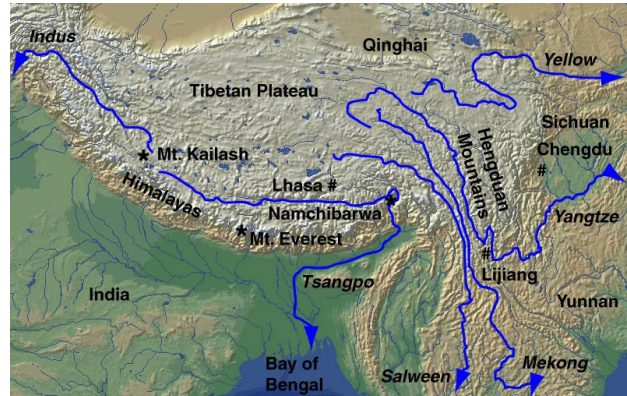 Indus
Qinghai
Yellow
Tibetan Plateau
Sichuan
Chengdu
#
Hengduan
Mountains
* Mt. Kailash
Himalayas
Lhasa #
Namchibarwa
*
Yangtze
* Mt. Everest
#
Lijiang
Tsangpo
India
Yunnan
Bay of
Bengal
Salween
Mekong